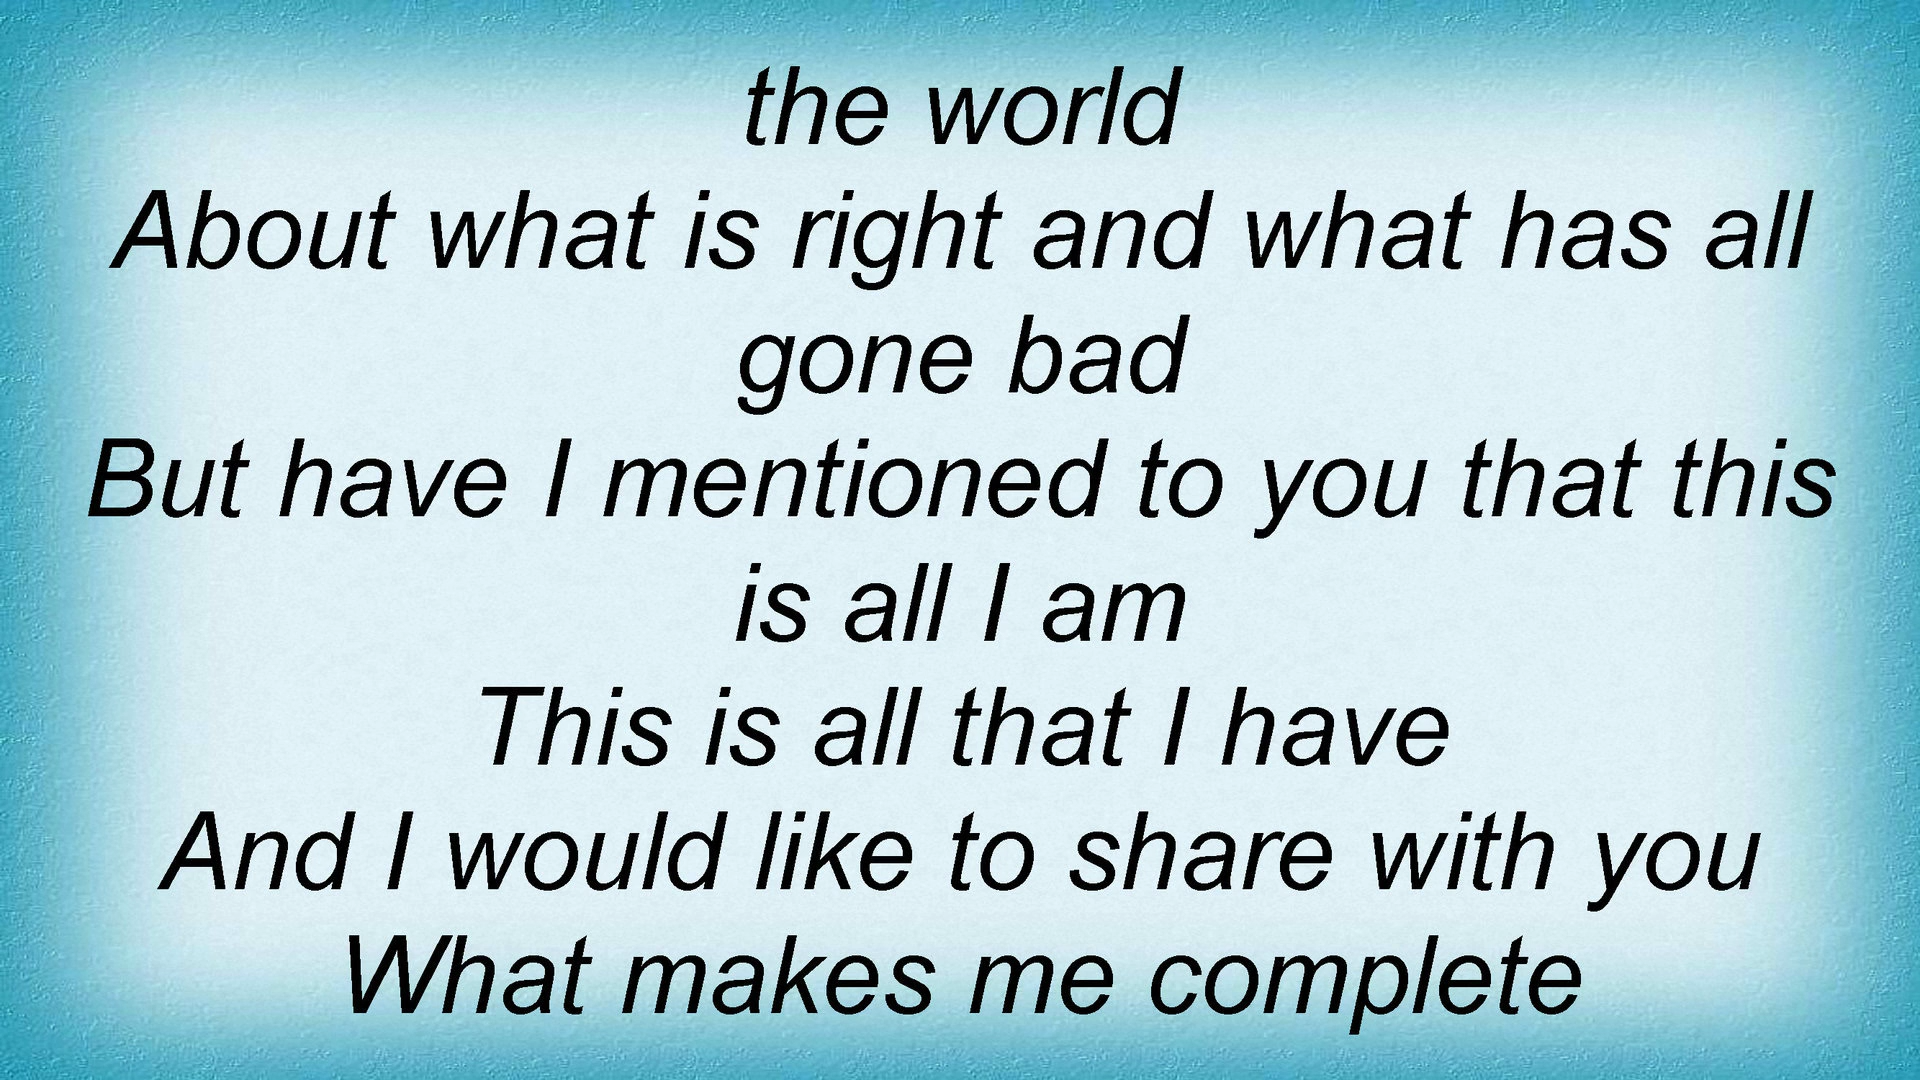 the world
About what is right and what has all
gone bad
But have I mentioned to you that this
is all I am
This is all that I have
And I would like to share with you
What makes me complete